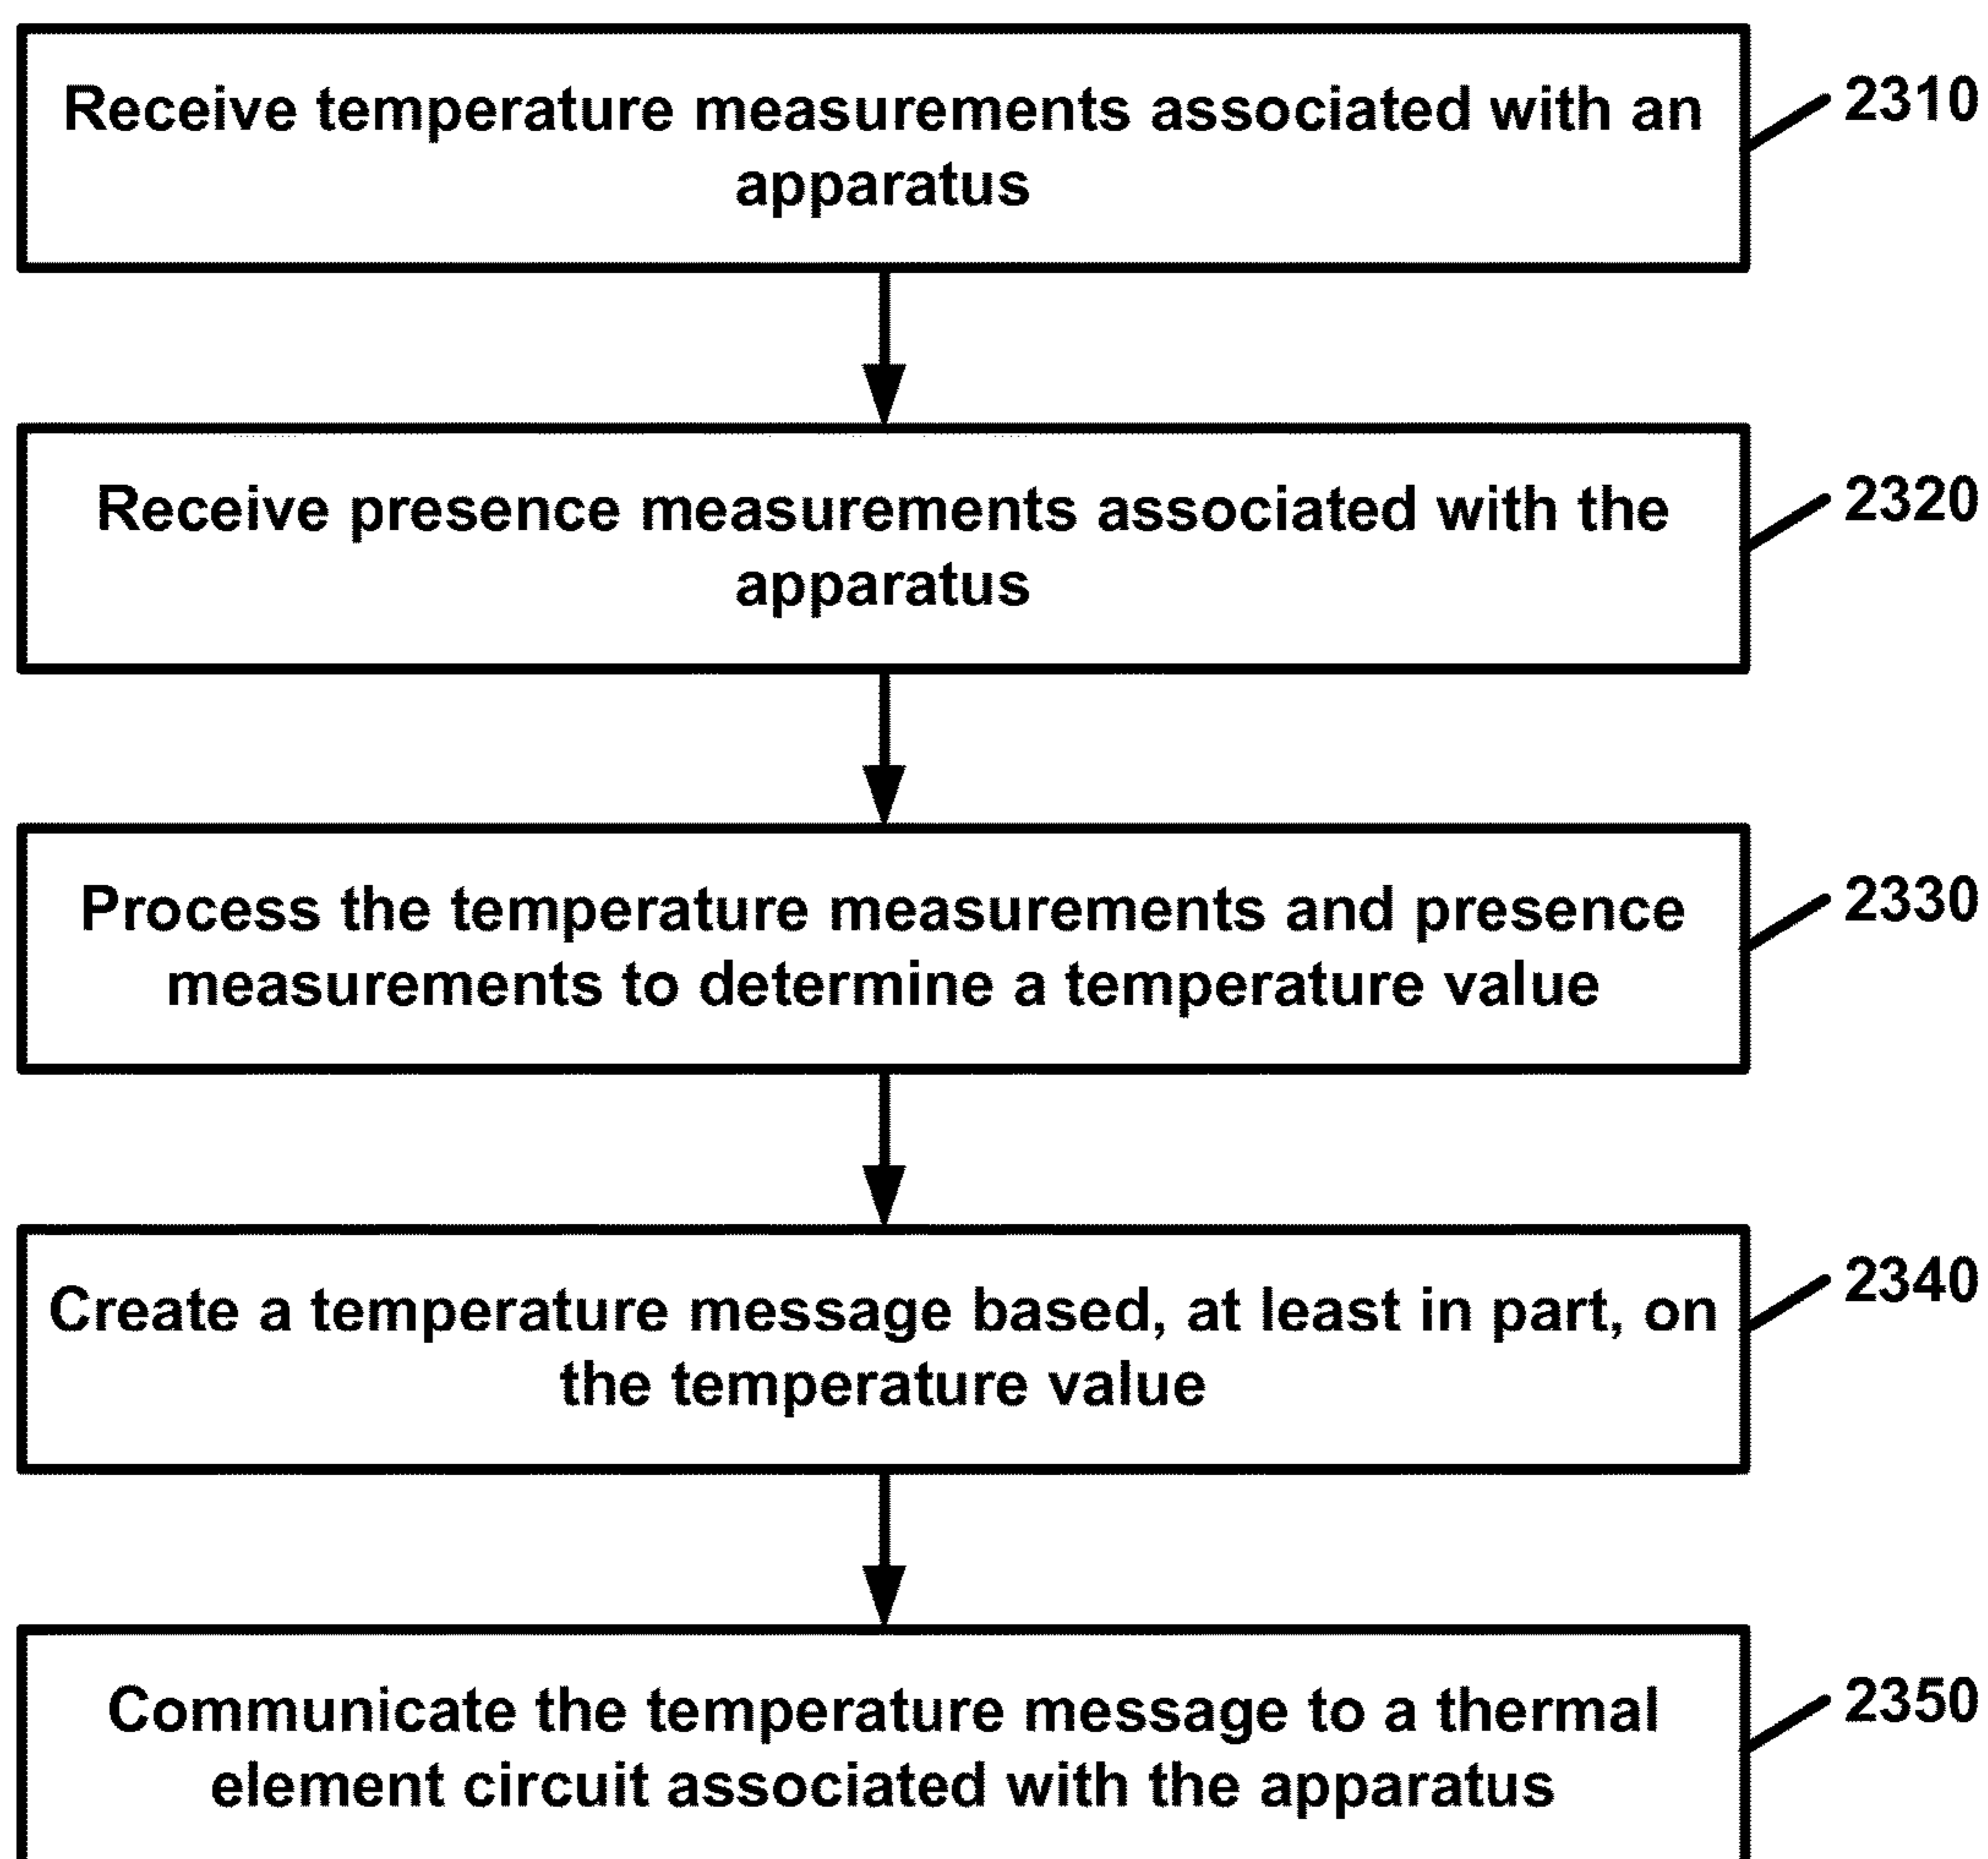 Receive temperature measurements associated with an
apparatus
2310
Receive presence measurements associated with the
apparatus
2320
Process the temperature measurements and presence
measurements to determine a temperature value
2330
Create a temperature message based, at least in part, on
the temperature value
2340
Communicate the temperature message to a thermal
element circuit associated with the apparatus
2350